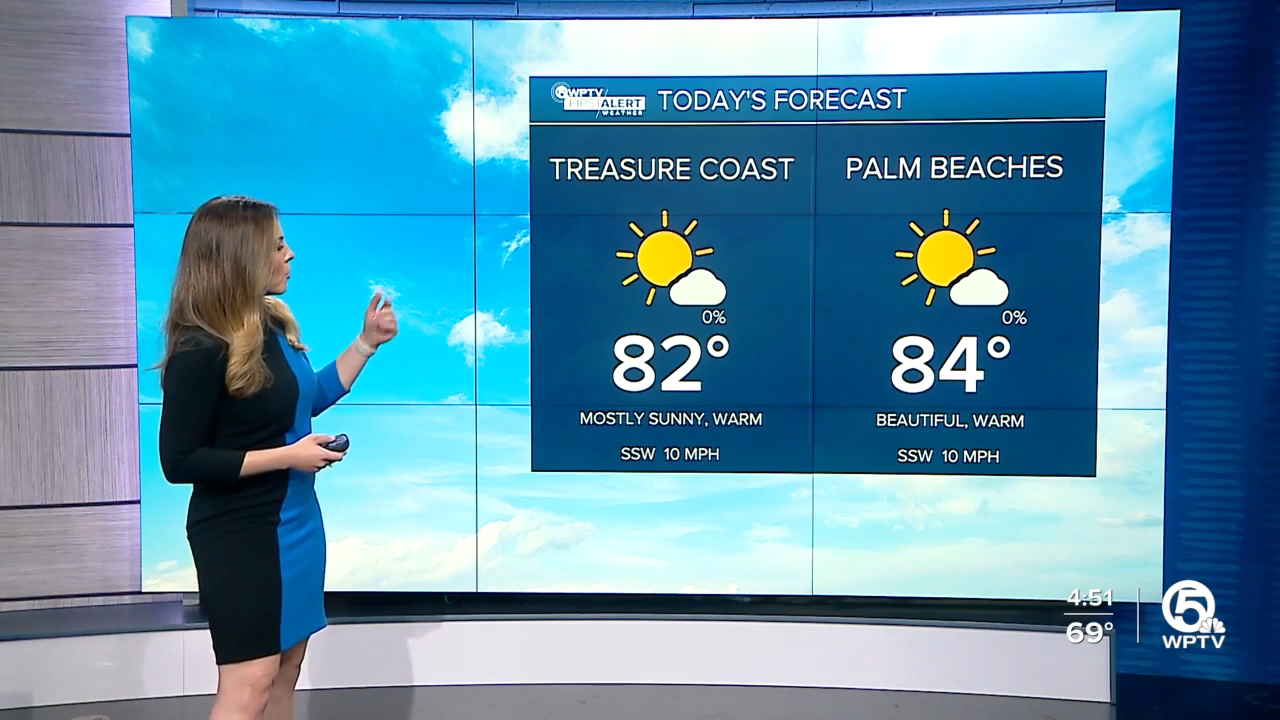 5 WPTV
FIRST ALERT
WEATHER
TODAY'S FORECAST
TREASURE COAST
PALM BEACHES
0%
0%
82°
84°
MOSTLY SUNNY, WARM
BEAUTIFUL, WARM
SSW 10 MPH
SSW 10 MPH
4:51
69°
5
WPTV